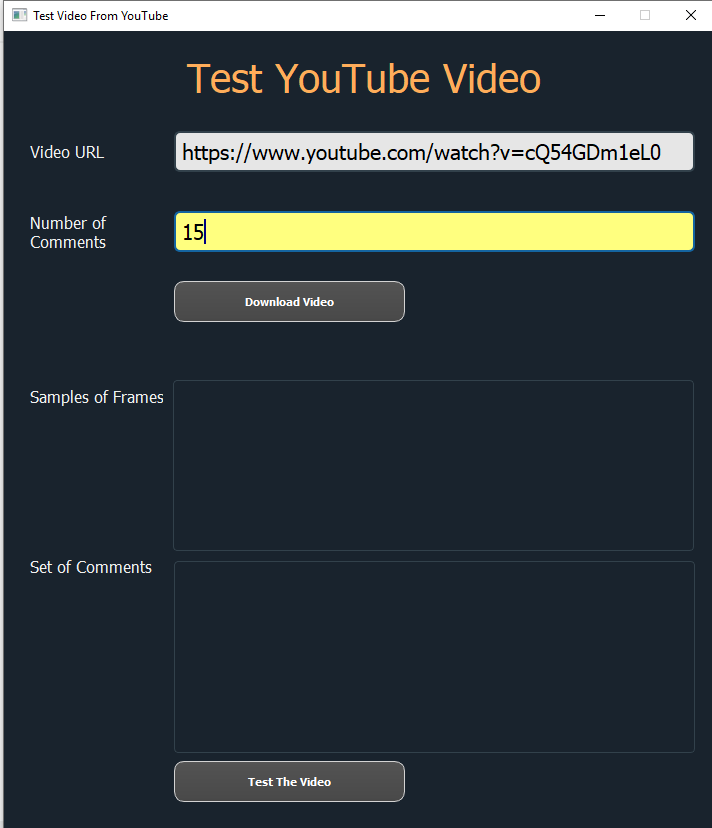 Test Video From YouTube
Test YouTube Video
Video URL
https://www.youtube.com/watch?v=cQ54GDm1eL0
Number of
Comments
15
Download Video
Samples of Frames
Set of Comments
Test The Video